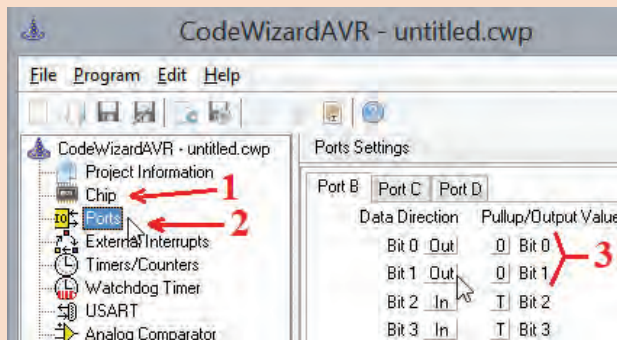 CodeWizardAVR - untitled.cwp
File Program Edit Help
CodeWizardAVR - untitled.cwp
Project Information
Chip
1
Ports
2
External Interrupts
Timers/Counters
Watchdog Timer
USART
Analog Comparator
Ports Settings
Port B Port C Port D
Data Direction Pullup/Output Value
Bit 0 Out 0 Bit 0
Bit 1 Out 0 Bit 1
3
Bit 2 In T Bit 2
Bit 3 In T Bit 3